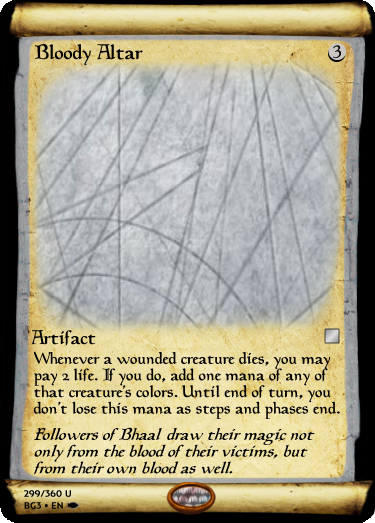 Bloody Altar 3
Artifact
Whenever a wounded creature dies, you may
pay 2 life. If you do, add one mana of any of
that creature's colors. Until end of turn, you
don't lose this mana as steps and phases end.
Followers of Bhaal draw their magic not
only from the blood of their victims, but
from their own blood as well.
299/360 U
BG3 • EN